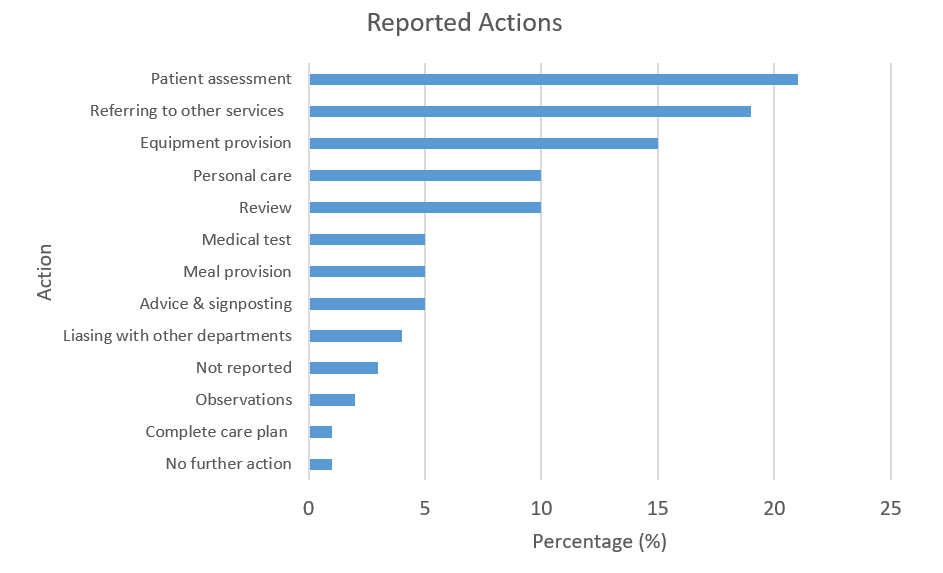 Reported Actions
Patient assessment
Referring to other services
Equipment provision
Personal care
Review
Medical test
Meal provision
Advice & signposting
Liasing with other departments
Not reported
Observations
Complete care plan
No further action
Action
0 5 10 15 20 25
Percentage (%)